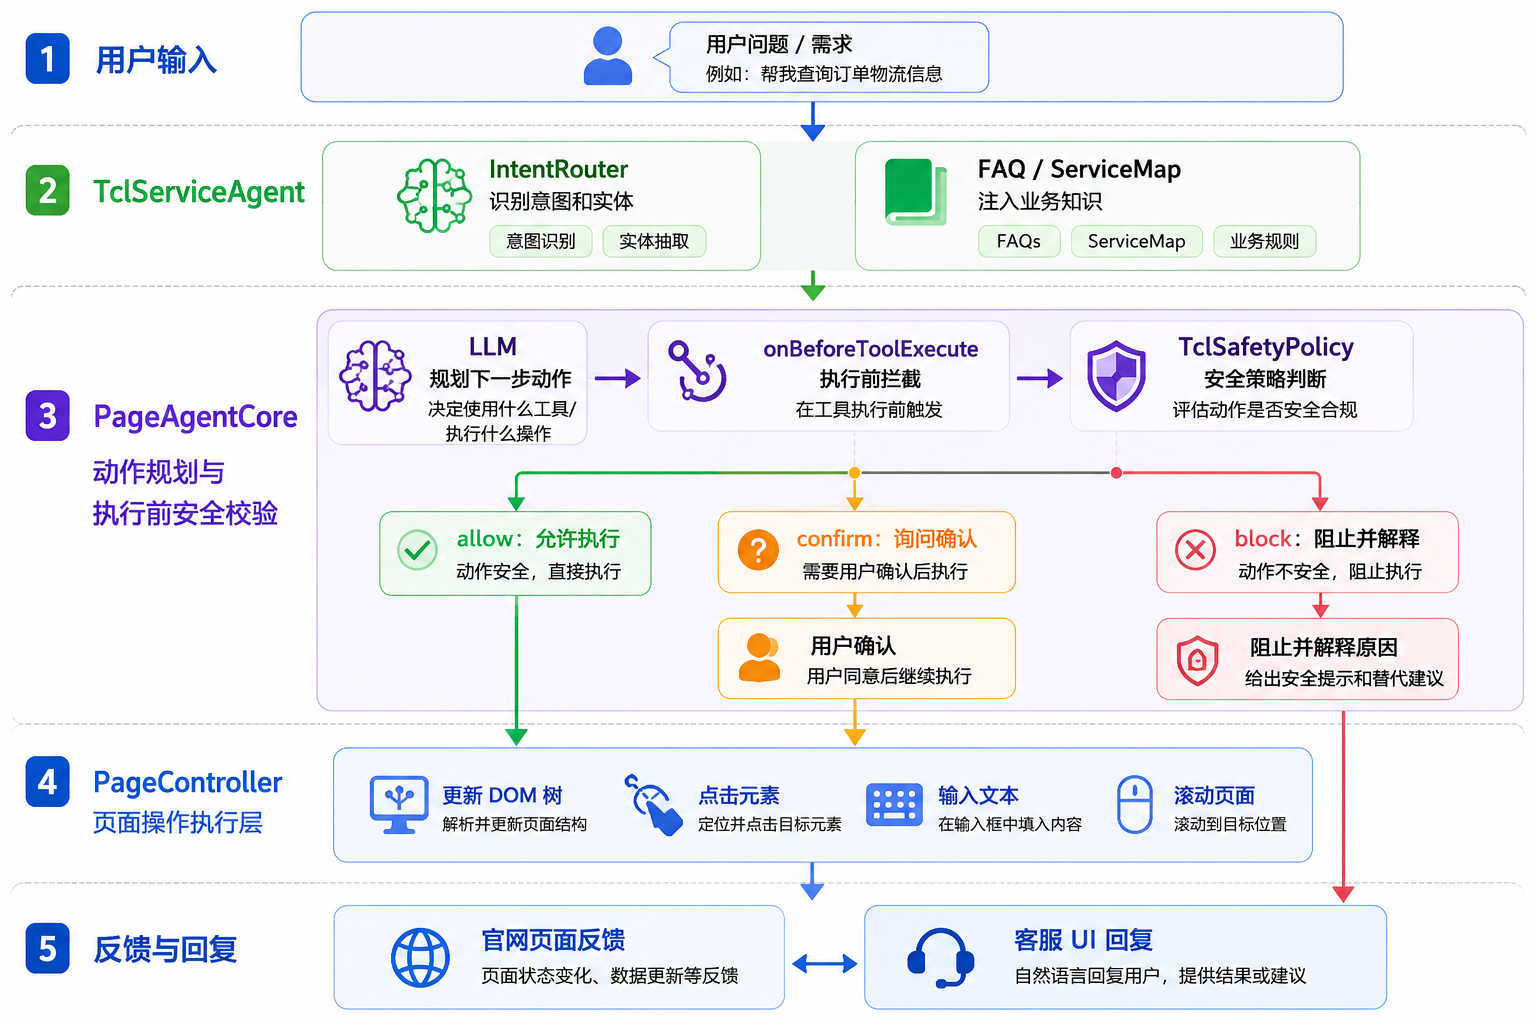 1
用户输入
用户问题 / 需求
例如：帮我查询订单物流信息
2
TclServiceAgent
IntentRouter
识别意图和实体
意图识别
实体抽取
FAQ / ServiceMap
注入业务知识
FAQs
ServiceMap
业务规则
3
PageAgentCore
动作规划与
执行前安全校验
LLM
规划下一步动作
决定使用什么工具/
执行什么操作
onBeforeToolExecute
执行前拦截
在工具执行前触发
TclSafetyPolicy
安全策略判断
评估动作是否安全合规
allow：允许执行
动作安全，直接执行
confirm：询问确认
需要用户确认后执行
block：阻止并解释
动作不安全，阻止执行
用户确认
用户同意后继续执行
阻止并解释原因
给出安全提示和替代建议
4
PageController
页面操作执行层
更新 DOM 树
解析并更新页面结构
点击元素
定位并点击目标元素
输入文本
在输入框中填入内容
滚动页面
滚动到目标位置
5
反馈与回复
官网页面反馈
页面状态变化、数据更新等反馈
客服 UI 回复
自然语言回复用户，提供结果或建议